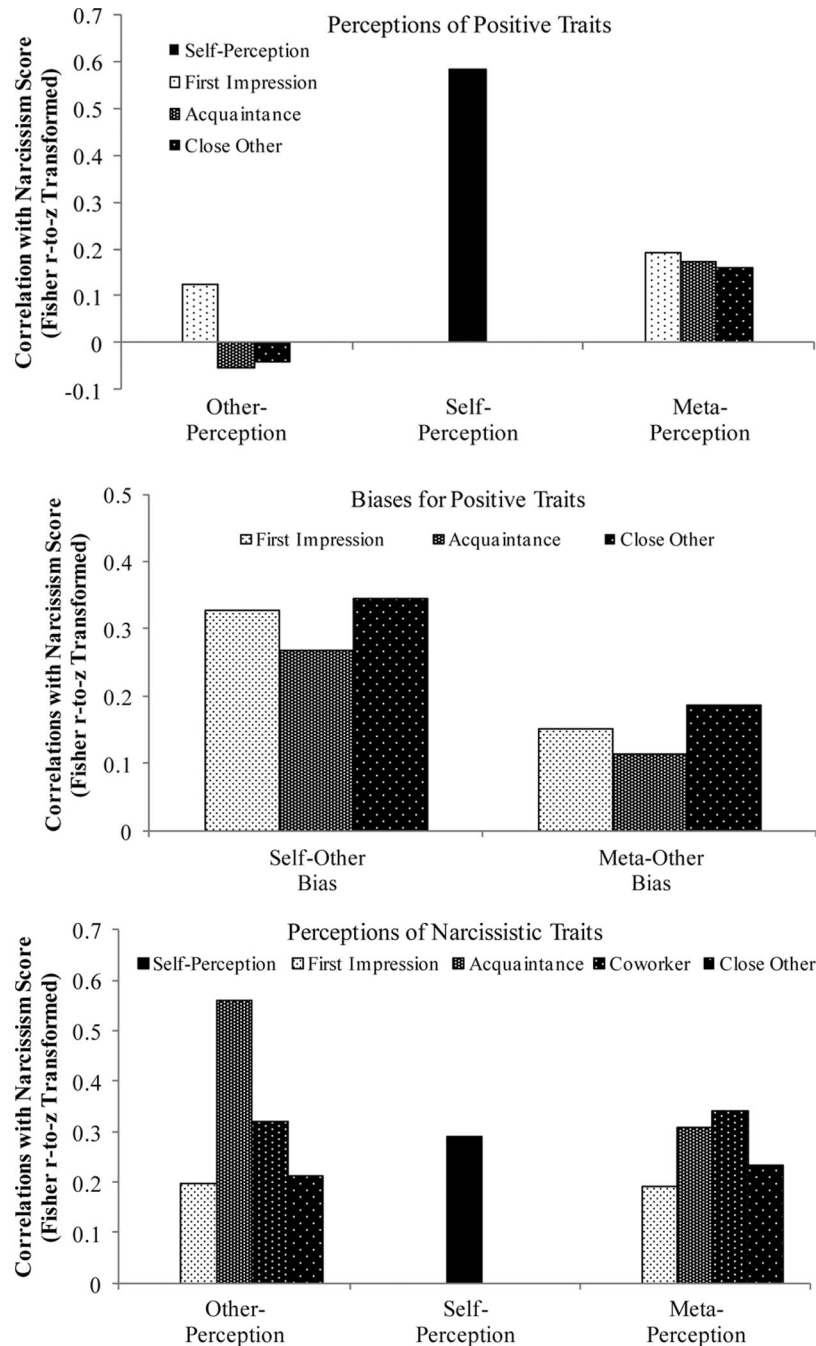 Perceptions of Positive Traits
Correlation with Narcissism Score
(Fisher r-to-z Transformed)
0.7
0.6
0.5
0.4
0.3
0.2
0.1
0
-0.1
Self-Perception
First Impression
Acquaintance
Close Other
Other-
Perception
Self-
Perception
Meta-
Perception
Biases for Positive Traits
Correlations with Narcissism Score
(Fisher r-to-z Transformed)
0.5
0.4
0.3
0.2
0.1
0
First Impression Acquaintance Close Other
Self-Other
Bias
Meta-Other
Bias
Perceptions of Narcissistic Traits
Correlations with Narcissism Score
(Fisher r-to-z Transformed)
0.7
0.6
0.5
0.4
0.3
0.2
0.1
0
Self-Perception First Impression Acquaintance Coworker Close Other
Other-
Perception
Self-
Perception
Meta-
Perception